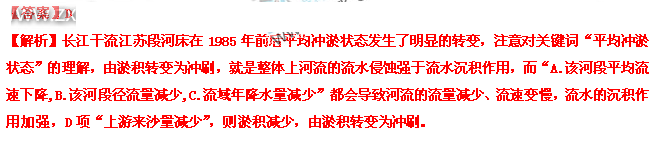 【答案】D
【解析】长江干流江苏段河床在 1985 年前后平均冲淤状态发生了明显的转变，注意对关键词“平均冲淤
状态”的理解，由淤积转变为冲刷，就是整体上河流的流水侵蚀强于流水沉积作用，而“A.该河段平均流
速下降,B.该河段径流量减少,C.流域年降水量减少”都会导致河流的流量减少、流速变慢，流水的沉积作
用加强，D 项“上游来沙量减少”，则淤积减少，由淤积转变为冲刷。